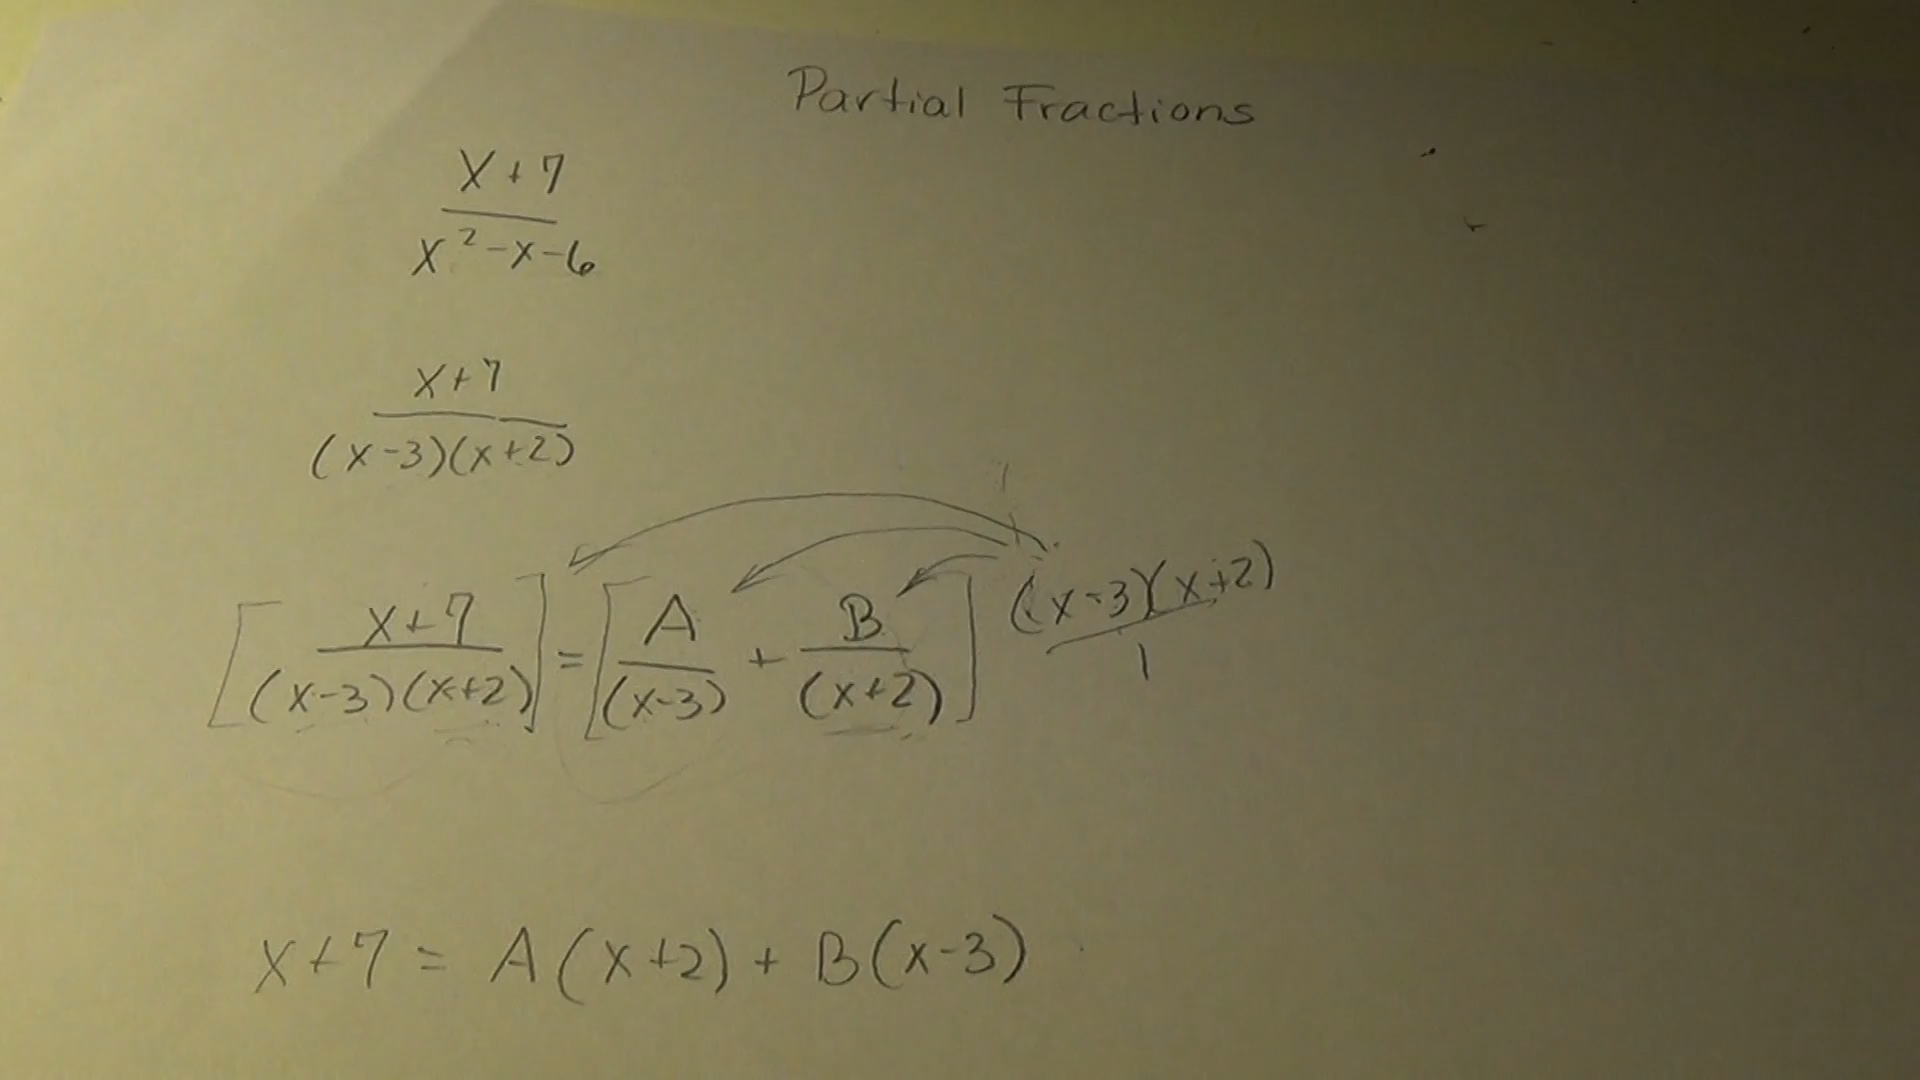 Partial Fractions
x+7
x²-x-6
x+7
(x-3)(x+2)
[x+7/(x-3)(x+2)] = [A/(x-3) + B/(x+2)] (x-3)(x+2)/1
x+7 = A(x+2) + B(x-3)